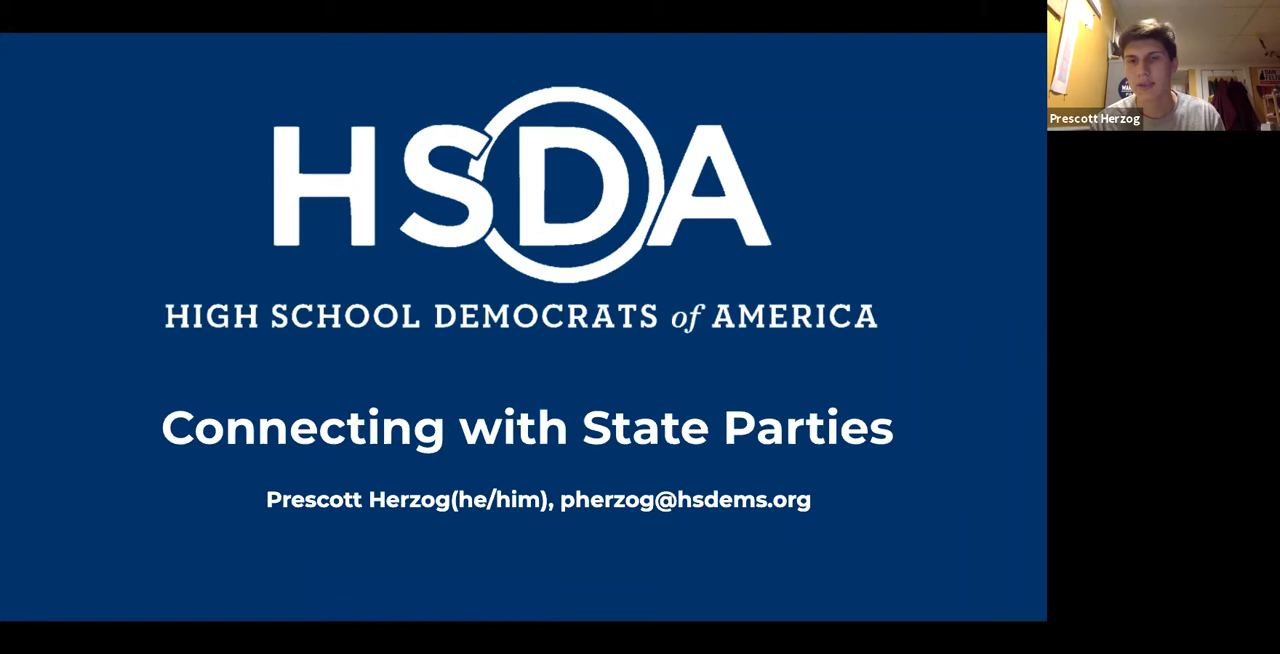 HSDA
HIGH SCHOOL DEMOCRATS of AMERICA
Connecting with State Parties
Prescott Herzog(he/him), pherzog@hsdems.org
Prescott Herzog